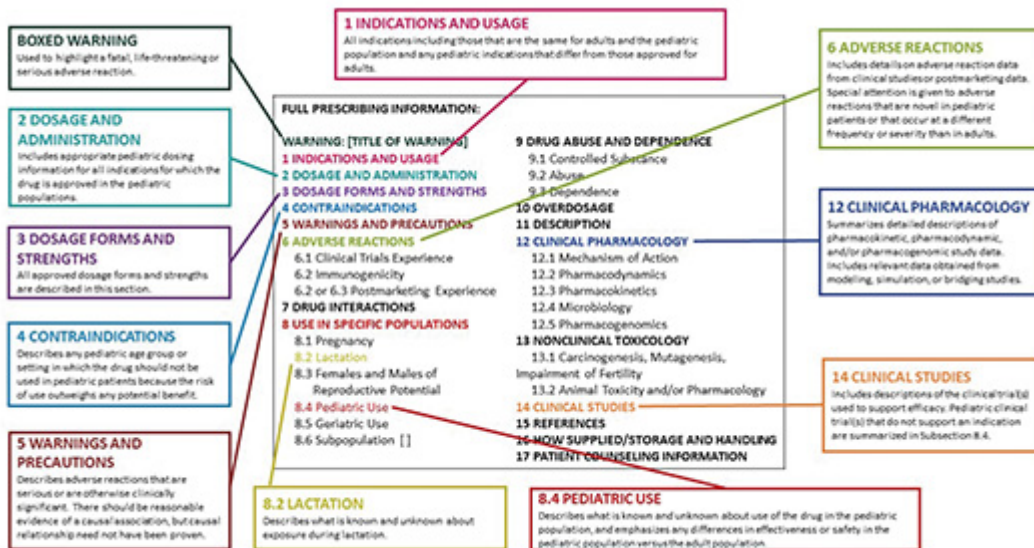 1 INDICATIONS AND USAGE
All indications including those that are the same for adults and the pediatric
population and any pediatric indications that differ from those approved for
adults.
BOXED WARNING
Used to highlight a fatal, life-threatening or
serious adverse reaction.
2 DOSAGE AND
ADMINISTRATION
Includes appropriate pediatric dosing
information for all indications for which the
drug is approved in the pediatric
populations.
3 DOSAGE FORMS AND
STRENGTHS
All approved dosage forms and strengths
are described in this section.
4 CONTRAINDICATIONS
Describes any pediatric age group or
setting in which the drug should not be
used in pediatric patients because the risk
of use outweighs any potential benefit.
5 WARNINGS AND
PRECAUTIONS
Describes adverse reactions that are
serious or are otherwise clinically
significant. There should be reasonable
evidence of a causal association, but causal
relationship need not have been proven.
FULL PRESCRIBING INFORMATION:
WARNING: [TITLE OF WARNING]
1 INDICATIONS AND USAGE
2 DOSAGE AND ADMINISTRATION
3 DOSAGE FORMS AND STRENGTHS
4 CONTRAINDICATIONS
5 WARNINGS AND PRECAUTIONS
6 ADVERSE REACTIONS
6.1 Clinical Trials Experience
6.2 Immunogenicity
6.2 or 6.3 Postmarketing Experience
7 DRUG INTERACTIONS
8 USE IN SPECIFIC POPULATIONS
8.1 Pregnancy
8.2 Lactation
8.3 Females and Males of
Reproductive Potential
8.4 Pediatric Use
8.5 Geriatric Use
8.6 Subpopulation [ ]
9 DRUG ABUSE AND DEPENDENCE
9.1 Controlled Substance
9.2 Abuse
9.3 Dependence
10 OVERDOSAGE
11 DESCRIPTION
12 CLINICAL PHARMACOLOGY
12.1 Mechanism of Action
12.2 Pharmacodynamics
12.3 Pharmacokinetics
12.4 Microbiology
12.5 Pharmacogenomics
13 NONCLINICAL TOXICOLOGY
13.1 Carcinogenesis, Mutagenesis,
Impairment of Fertility
13.2 Animal Toxicity and/or Pharmacology
14 CLINICAL STUDIES
15 REFERENCES
16 HOW SUPPLIED/STORAGE AND HANDLING
17 PATIENT COUNSELING INFORMATION
6 ADVERSE REACTIONS
Includes details on adverse reaction data
from clinical studies or postmarketing data.
Special attention is given to adverse
reactions that are novel in pediatric
patients or that occur at a different
frequency or severity than in adults.
12 CLINICAL PHARMACOLOGY
Summarizes detailed descriptions of
pharmacokinetic, pharmacodynamic,
and/or pharmacogenomic study data.
Includes relevant data obtained from
modeling, simulation, or bridging studies.
14 CLINICAL STUDIES
Includes descriptions of the clinical trial(s)
used to support efficacy. Pediatric clinical
trial(s) that do not support an indication
are summarized in Subsection 8.4.
8.2 LACTATION
Describes what is known and unknown about
exposure during lactation.
8.4 PEDIATRIC USE
Describes what is known and unknown about use of the drug in the pediatric
population, and emphasizes any differences in effectiveness or safety in the
pediatric population versus the adult population.